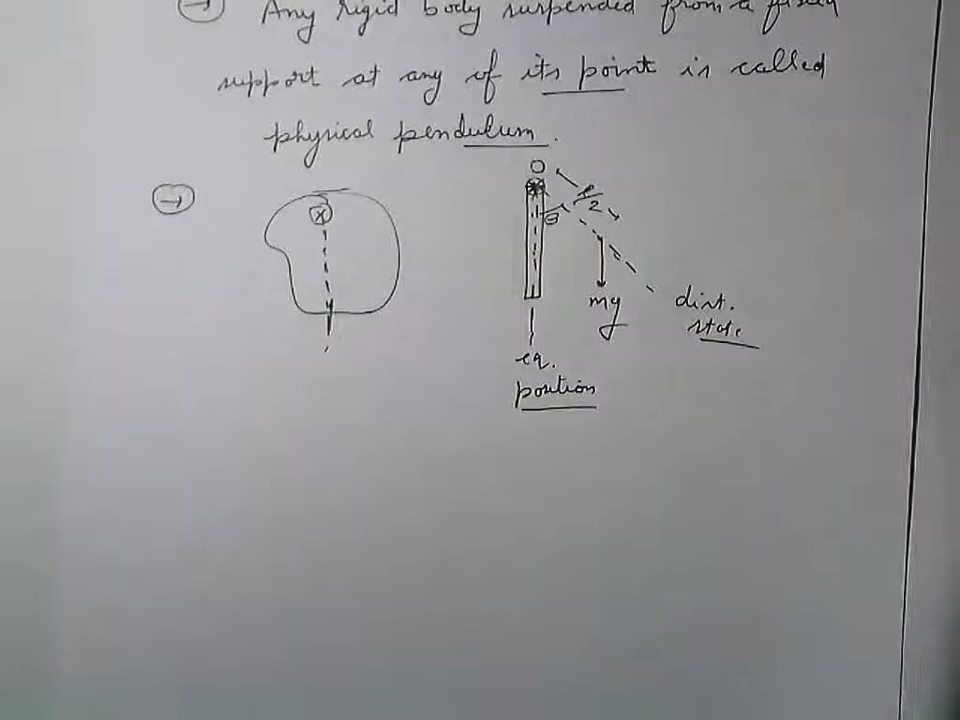 → Any rigid body suspended from a fixed
support at any of its point is called
physical pendulum.
→
x
O
l/2
θ
mg
dist.
state
eq.
position